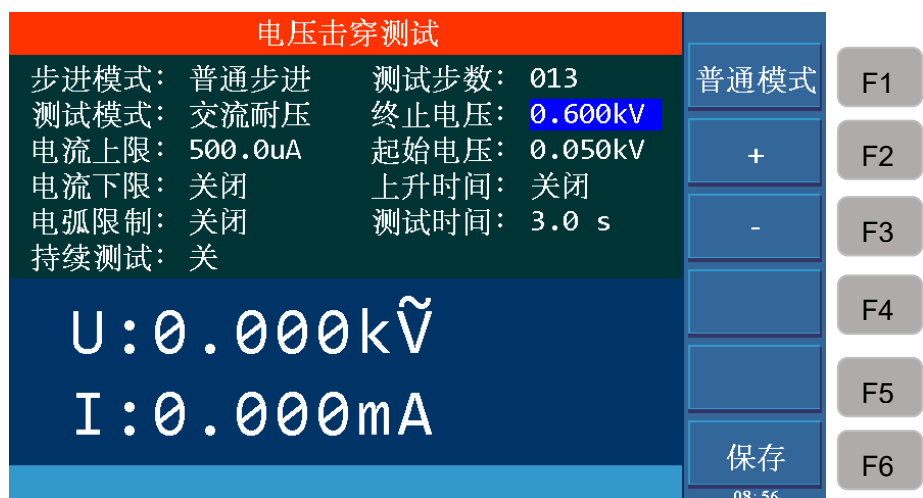 电压击穿测试
步进模式: 普通步进 测试步数: 013
测试模式: 交流耐压 终止电压: 0.600kV
电流上限: 500.0uA 起始电压: 0.050kV
电流下限: 关闭 上升时间: 关闭
电弧限制: 关闭 测试时间: 3.0 s
持续测试: 关
U:0.000kṼ
I:0.000mA
普通模式
F1
+
F2
-
F3
F4
F5
保存
F6
08:56